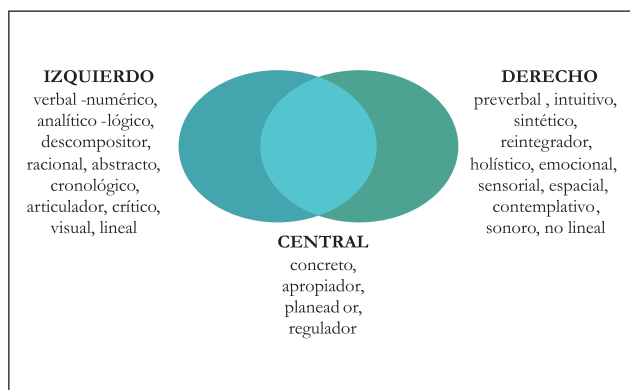 IZQUIERDO
verbal -numérico,
analítico -lógico,
descompositor,
racional, abstracto,
cronológico,
articulador, crítico,
visual, lineal
DERECHO
preverbal , intuitivo,
sintético,
reintegrador,
holístico, emocional,
sensorial, espacial,
contemplativo,
sonoro, no lineal
CENTRAL
concreto,
apropiador,
planead or,
regulador